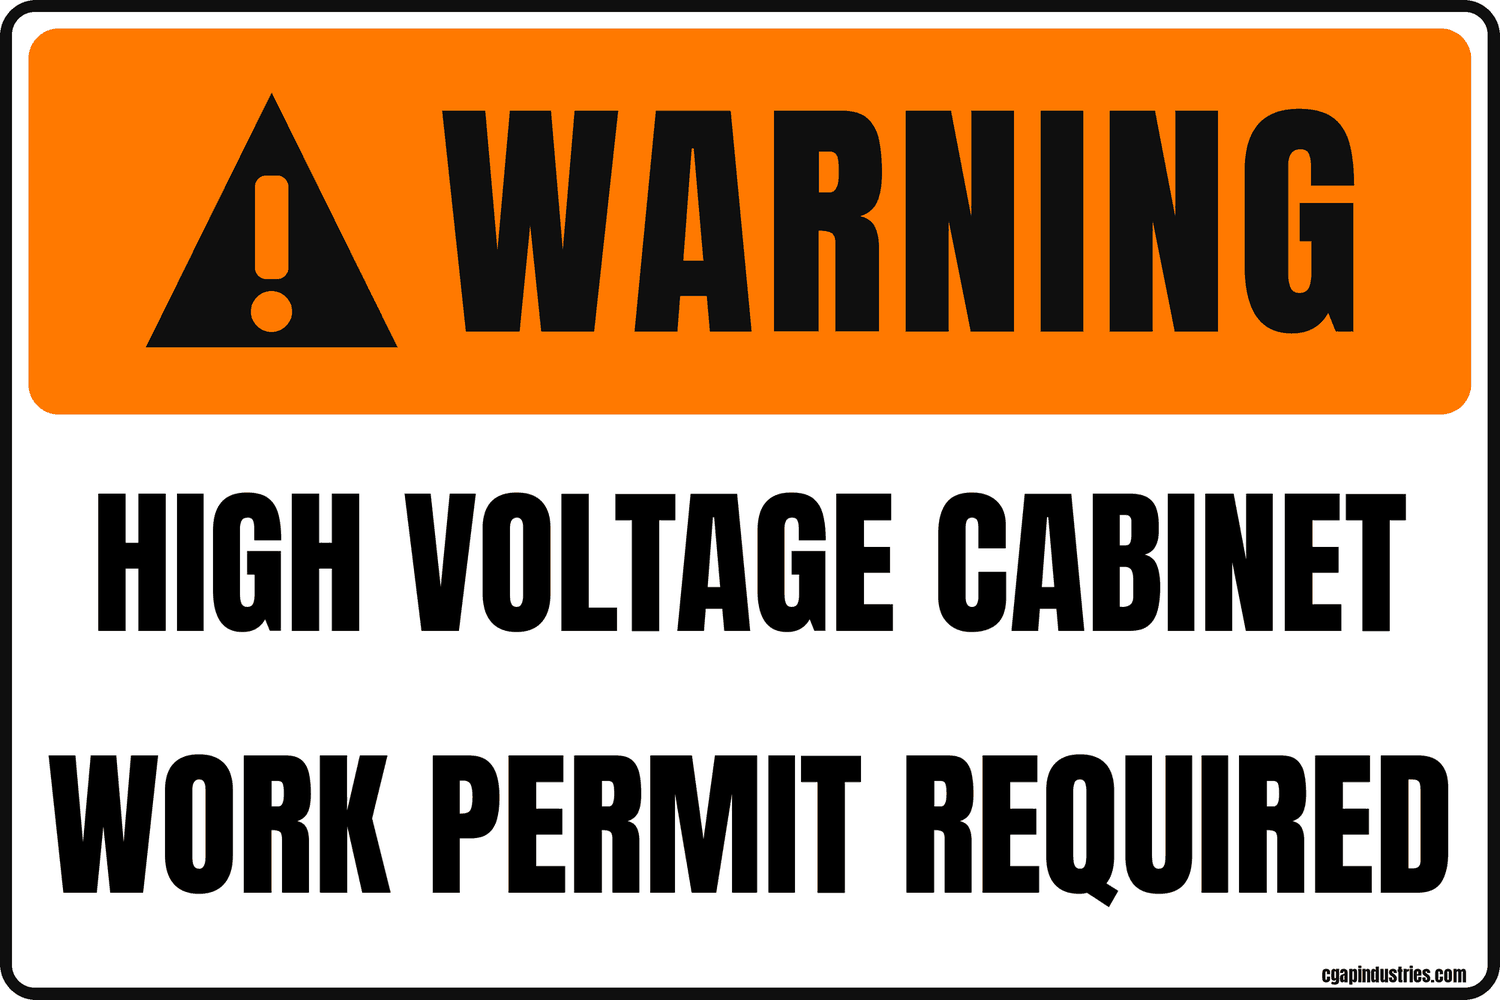 WARNING
HIGH VOLTAGE CABINET
WORK PERMIT REQUIRED
cgapindustries.com